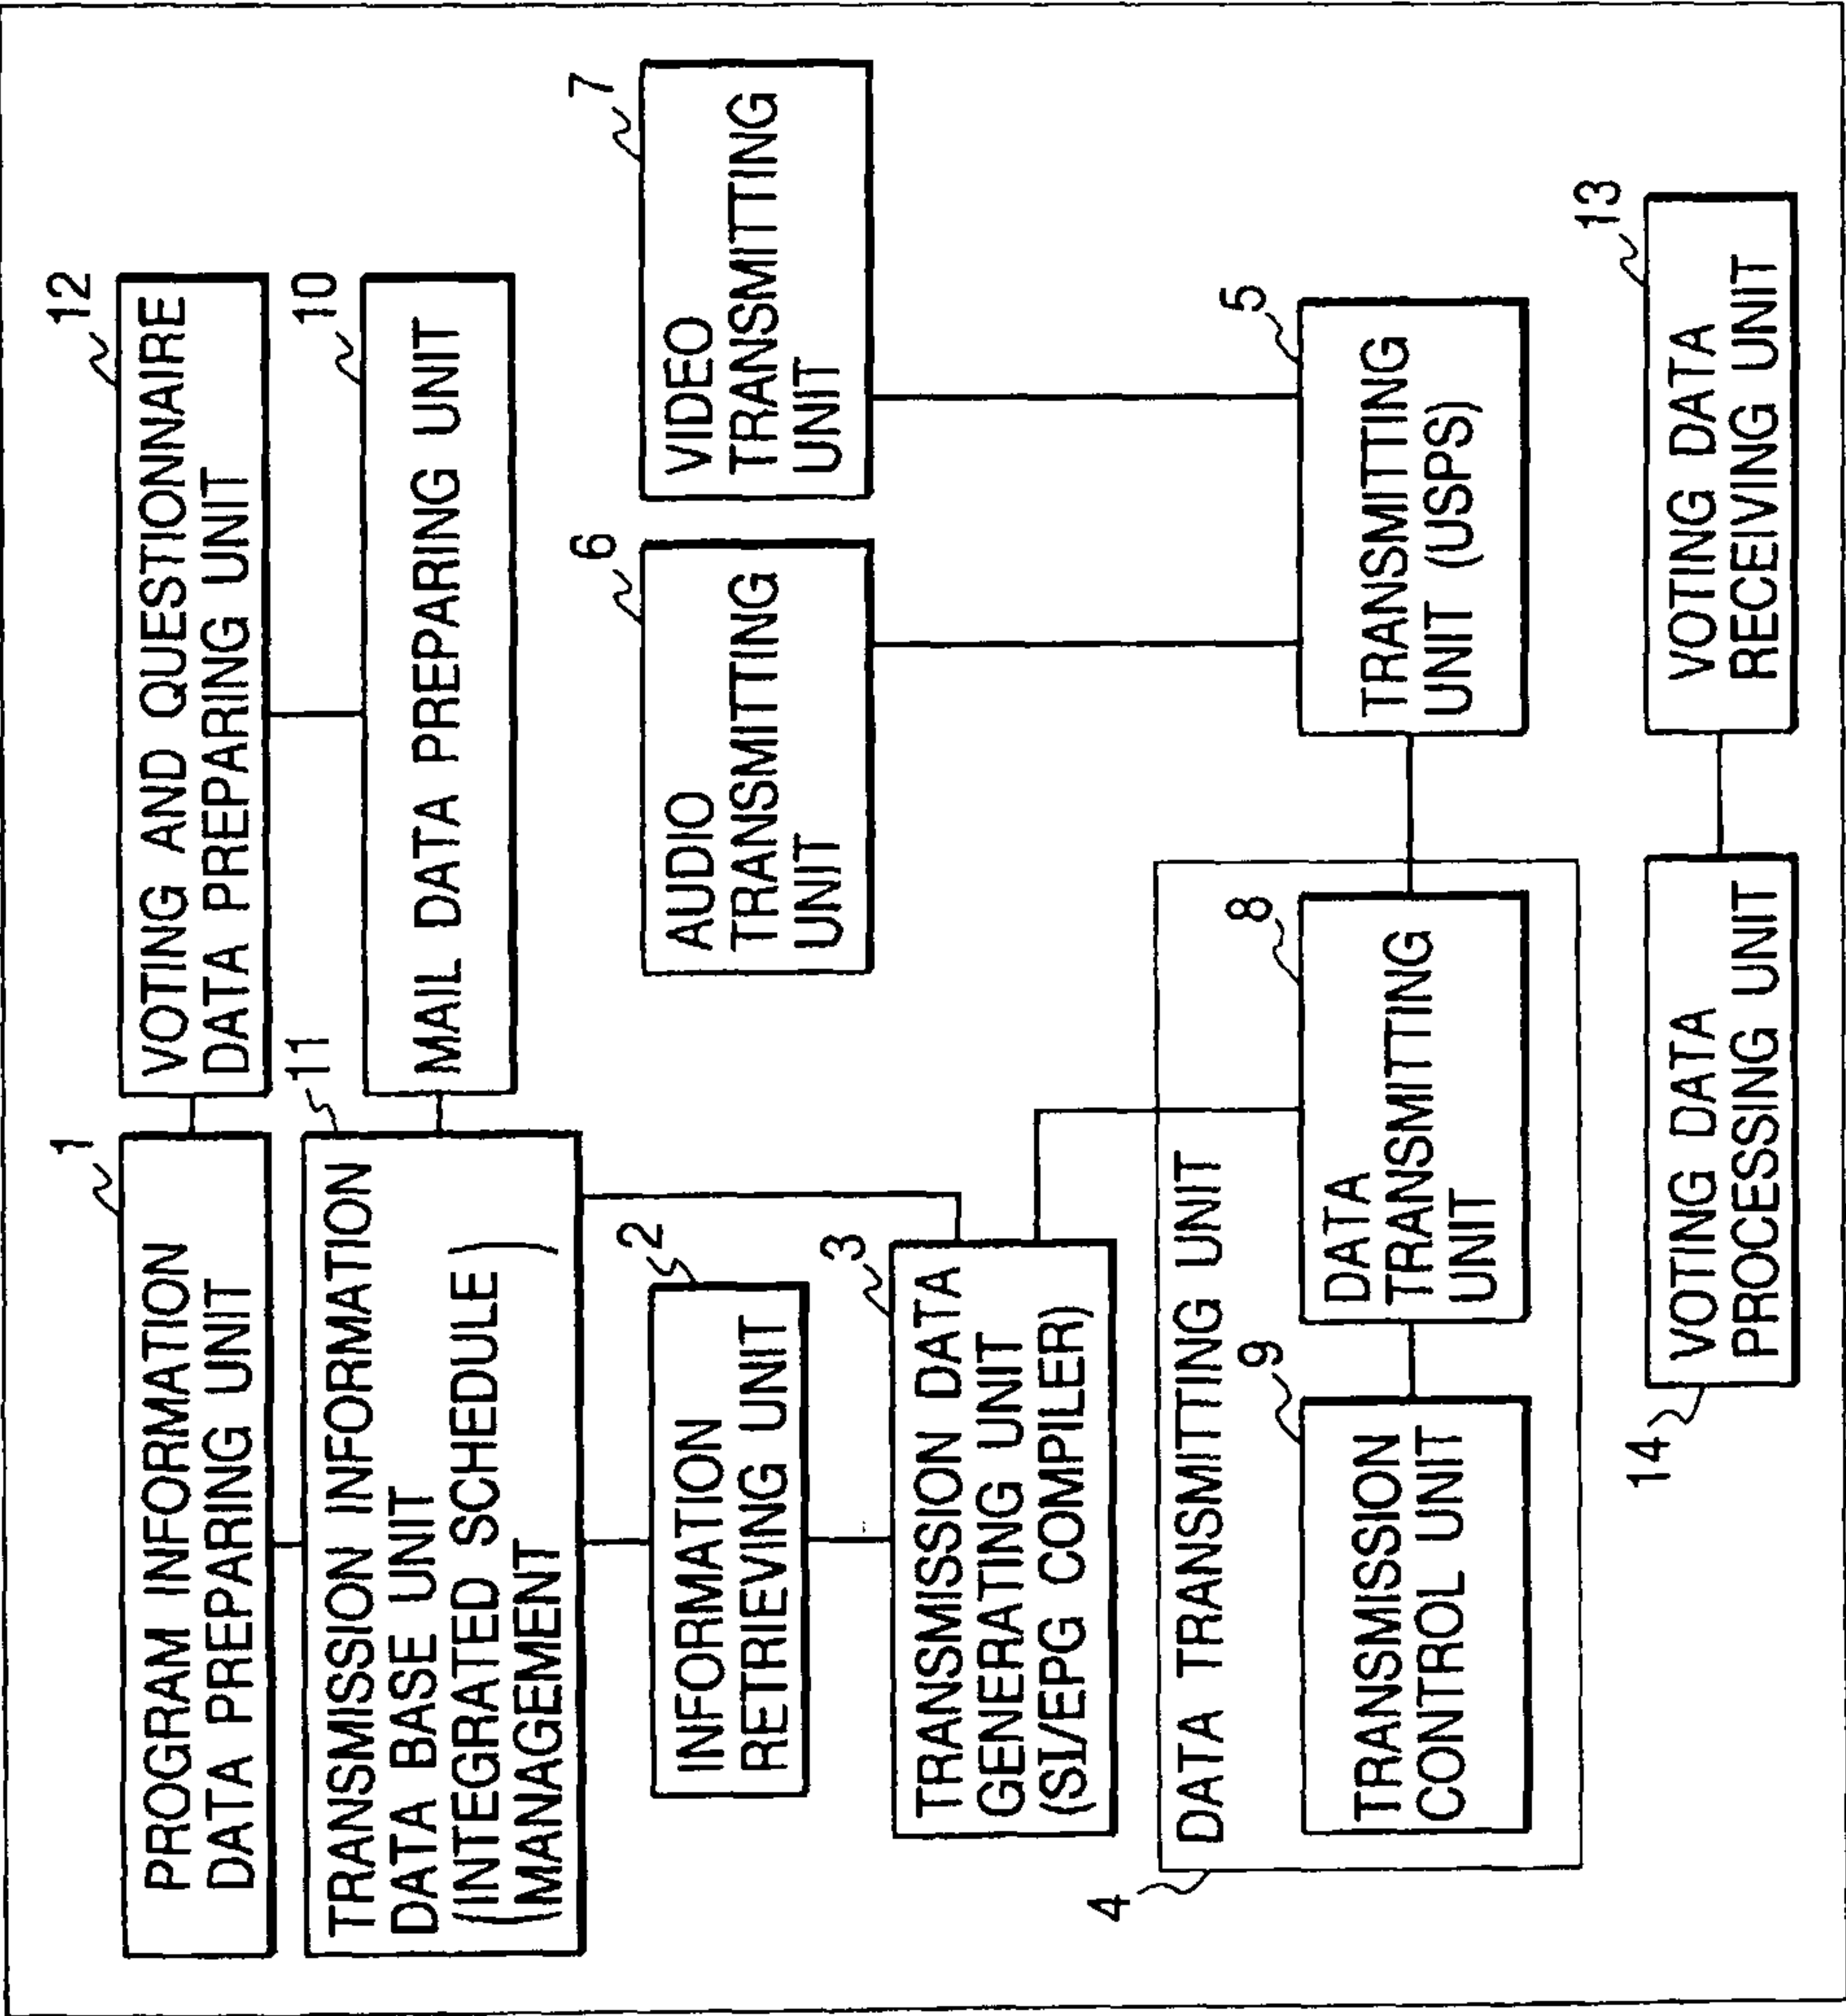 1
PROGRAM INFORMATION
DATA PREPARING UNIT
12
VOTING AND QUESTIONNAIRE
DATA PREPARING UNIT
11
TRANSMISSION INFORMATION
DATA BASE UNIT
(INTEGRATED SCHEDULE
MANAGEMENT)
10
MAIL DATA PREPARING UNIT
2
INFORMATION
RETRIEVING UNIT
6
AUDIO
TRANSMITTING
UNIT
7
VIDEO
TRANSMITTING
UNIT
3
TRANSMISSION DATA
GENERATING UNIT
(SI/EPG COMPILER)
4
DATA TRANSMITTING UNIT
9
TRANSMISSION
CONTROL UNIT
8
DATA
TRANSMITTING
UNIT
5
TRANSMITTING
UNIT (USPS)
14
VOTING DATA
PROCESSING UNIT
13
VOTING DATA
RECEIVING UNIT